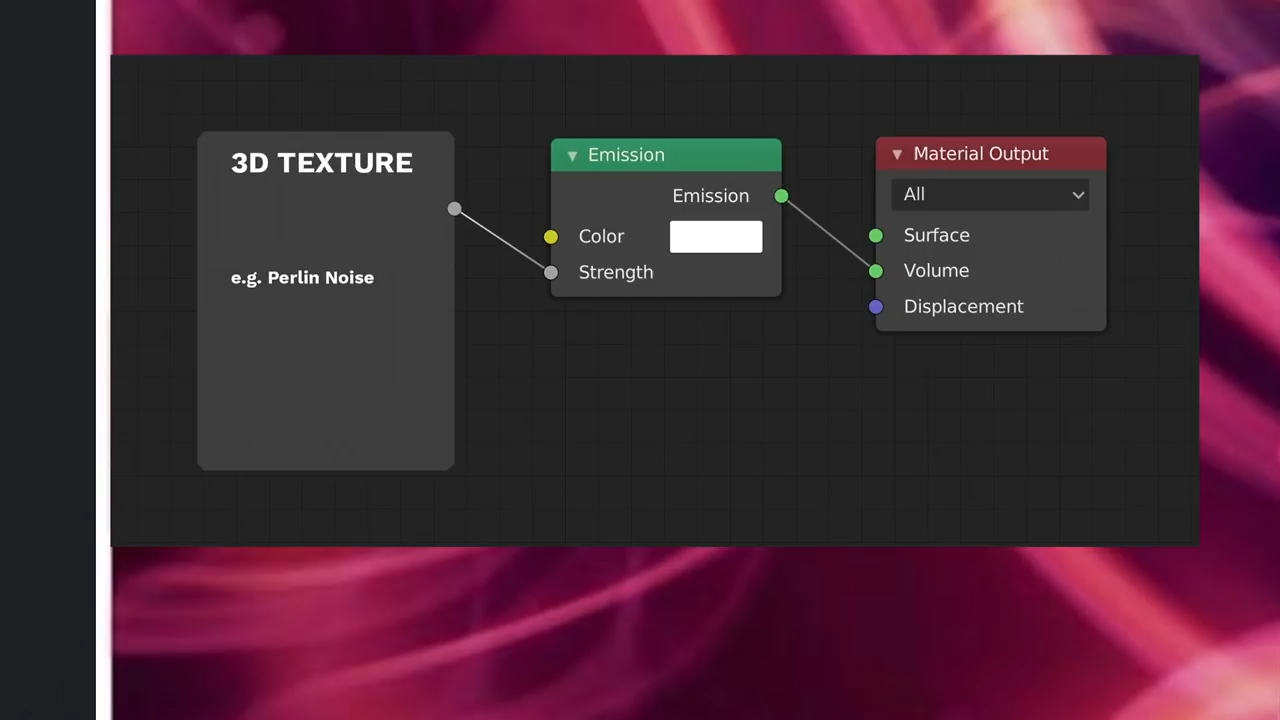 3D TEXTURE
e.g. Perlin Noise
Emission
Emission
Color
Strength
Material Output
All
Surface
Volume
Displacement